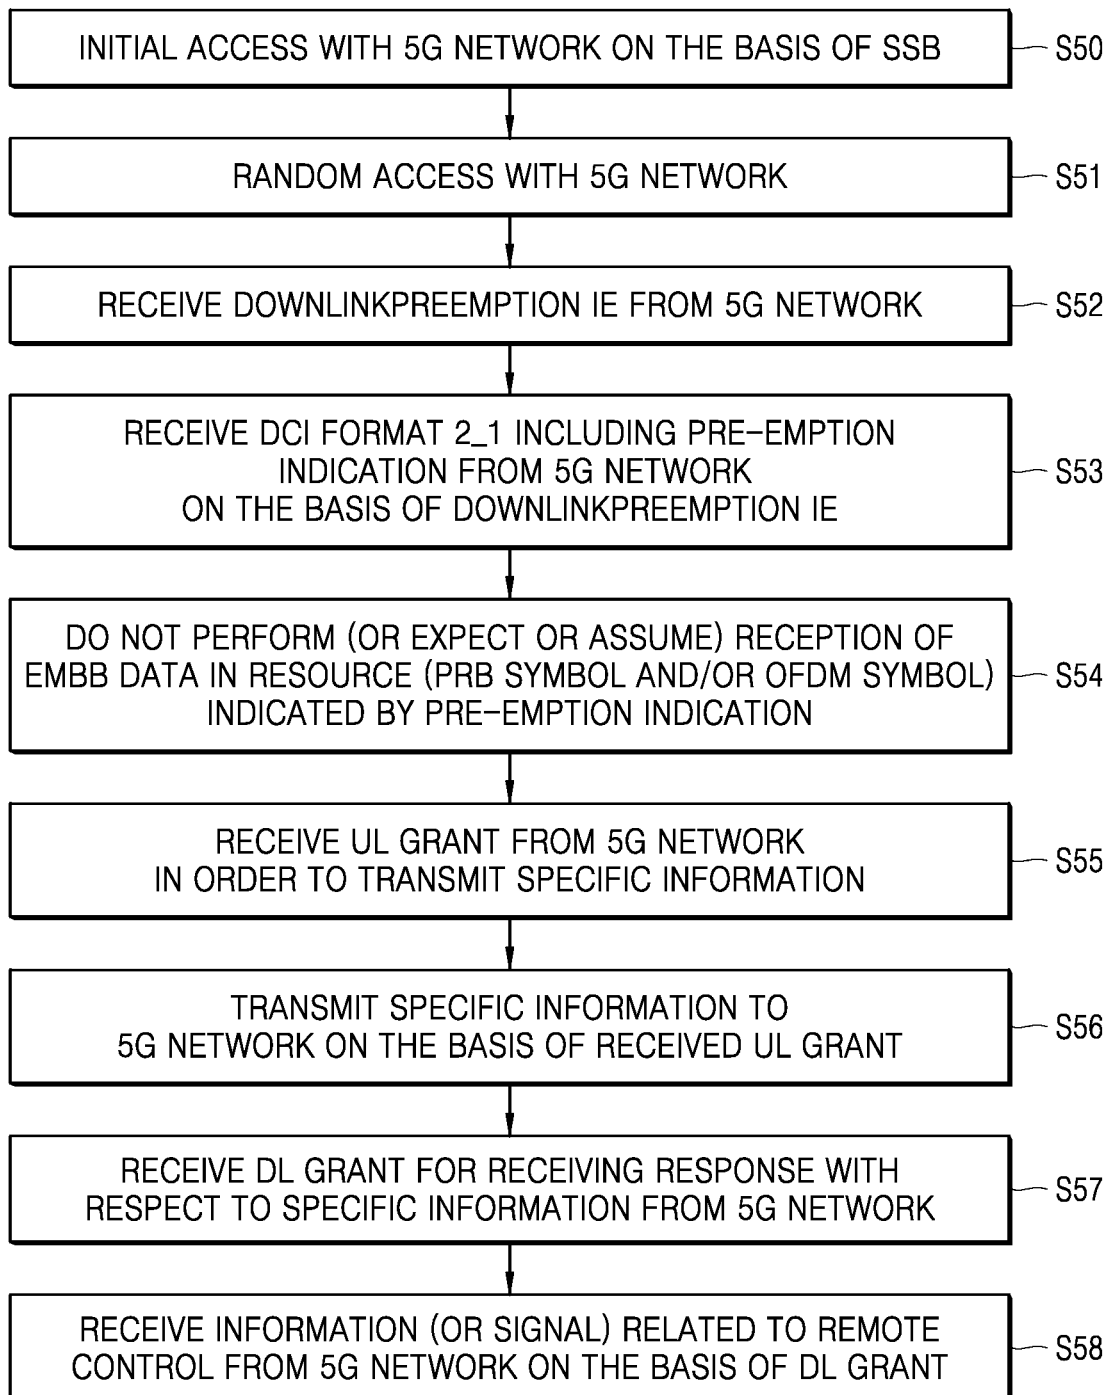 INITIAL ACCESS WITH 5G NETWORK ON THE BASIS OF SSB
S50
RANDOM ACCESS WITH 5G NETWORK
S51
RECEIVE DOWNLINKPREEMPTION IE FROM 5G NETWORK
S52
RECEIVE DCI FORMAT 2_1 INCLUDING PRE-EMPTION
INDICATION FROM 5G NETWORK
ON THE BASIS OF DOWNLINKPREEMPTION IE
S53
DO NOT PERFORM (OR EXPECT OR ASSUME) RECEPTION OF
EMBB DATA IN RESOURCE (PRB SYMBOL AND/OR OFDM SYMBOL)
INDICATED BY PRE-EMPTION INDICATION
S54
RECEIVE UL GRANT FROM 5G NETWORK
IN ORDER TO TRANSMIT SPECIFIC INFORMATION
S55
TRANSMIT SPECIFIC INFORMATION TO
5G NETWORK ON THE BASIS OF RECEIVED UL GRANT
S56
RECEIVE DL GRANT FOR RECEIVING RESPONSE WITH
RESPECT TO SPECIFIC INFORMATION FROM 5G NETWORK
S57
RECEIVE INFORMATION (OR SIGNAL) RELATED TO REMOTE
CONTROL FROM 5G NETWORK ON THE BASIS OF DL GRANT
S58